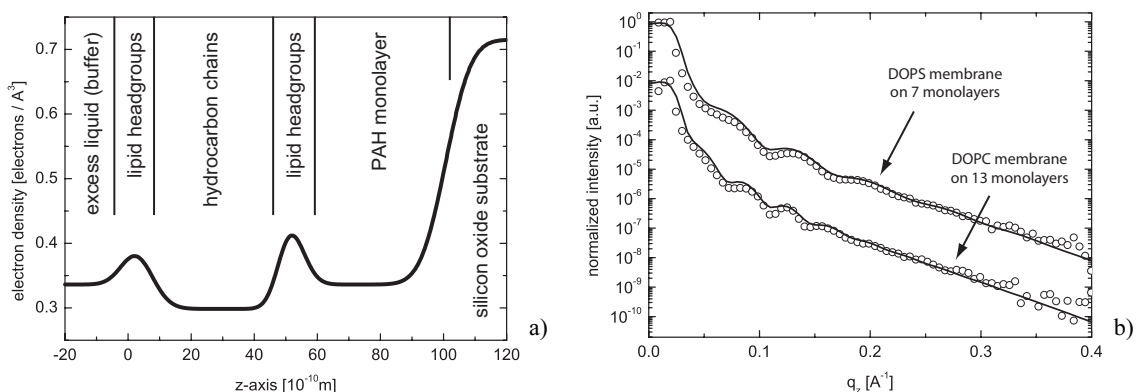 excess liquid (buffer)
lipid headgroups
hydrocarbon chains
lipid headgroups
PAH monolayer
silicon oxide substrate
electron density [electrons / A³]
0.7
0.6
0.5
0.4
0.3
-20 0 20 40 60 80 100 120
z-axis [10⁻¹⁰m]
a)
normalized intensity [a.u.]
10⁰
10⁻¹
10⁻²
10⁻³
10⁻⁴
10⁻⁵
10⁻⁶
10⁻⁷
10⁻⁸
10⁻⁹
10⁻¹⁰
DOPS membrane
on 7 monolayers
DOPC membrane
on 13 monolayers
0.0 0.1 0.2 0.3 0.4
q_z [A⁻¹]
b)